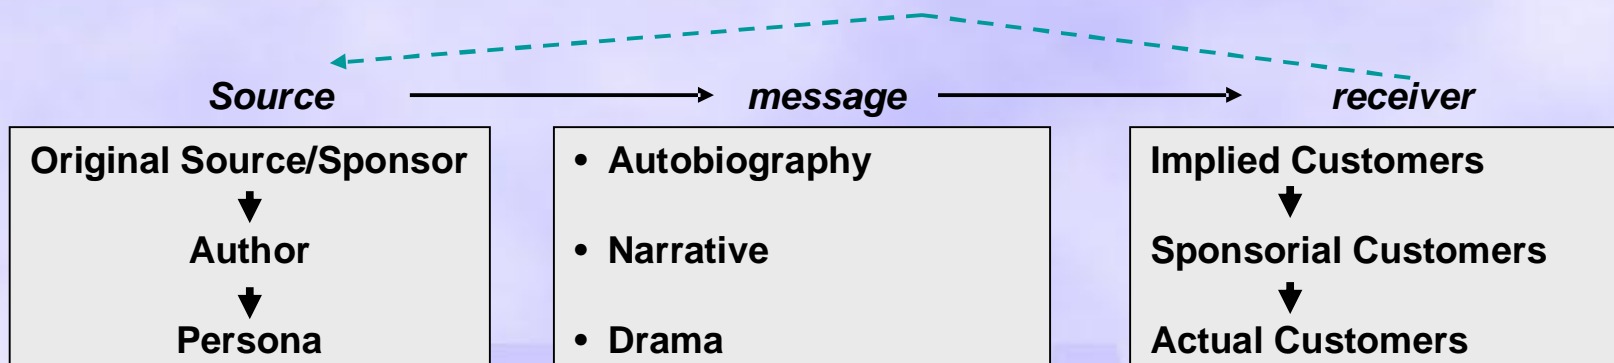 Source message receiver
Original Source/Sponsor
Author
Persona
• Autobiography
• Narrative
• Drama
Implied Customers
Sponsorial Customers
Actual Customers